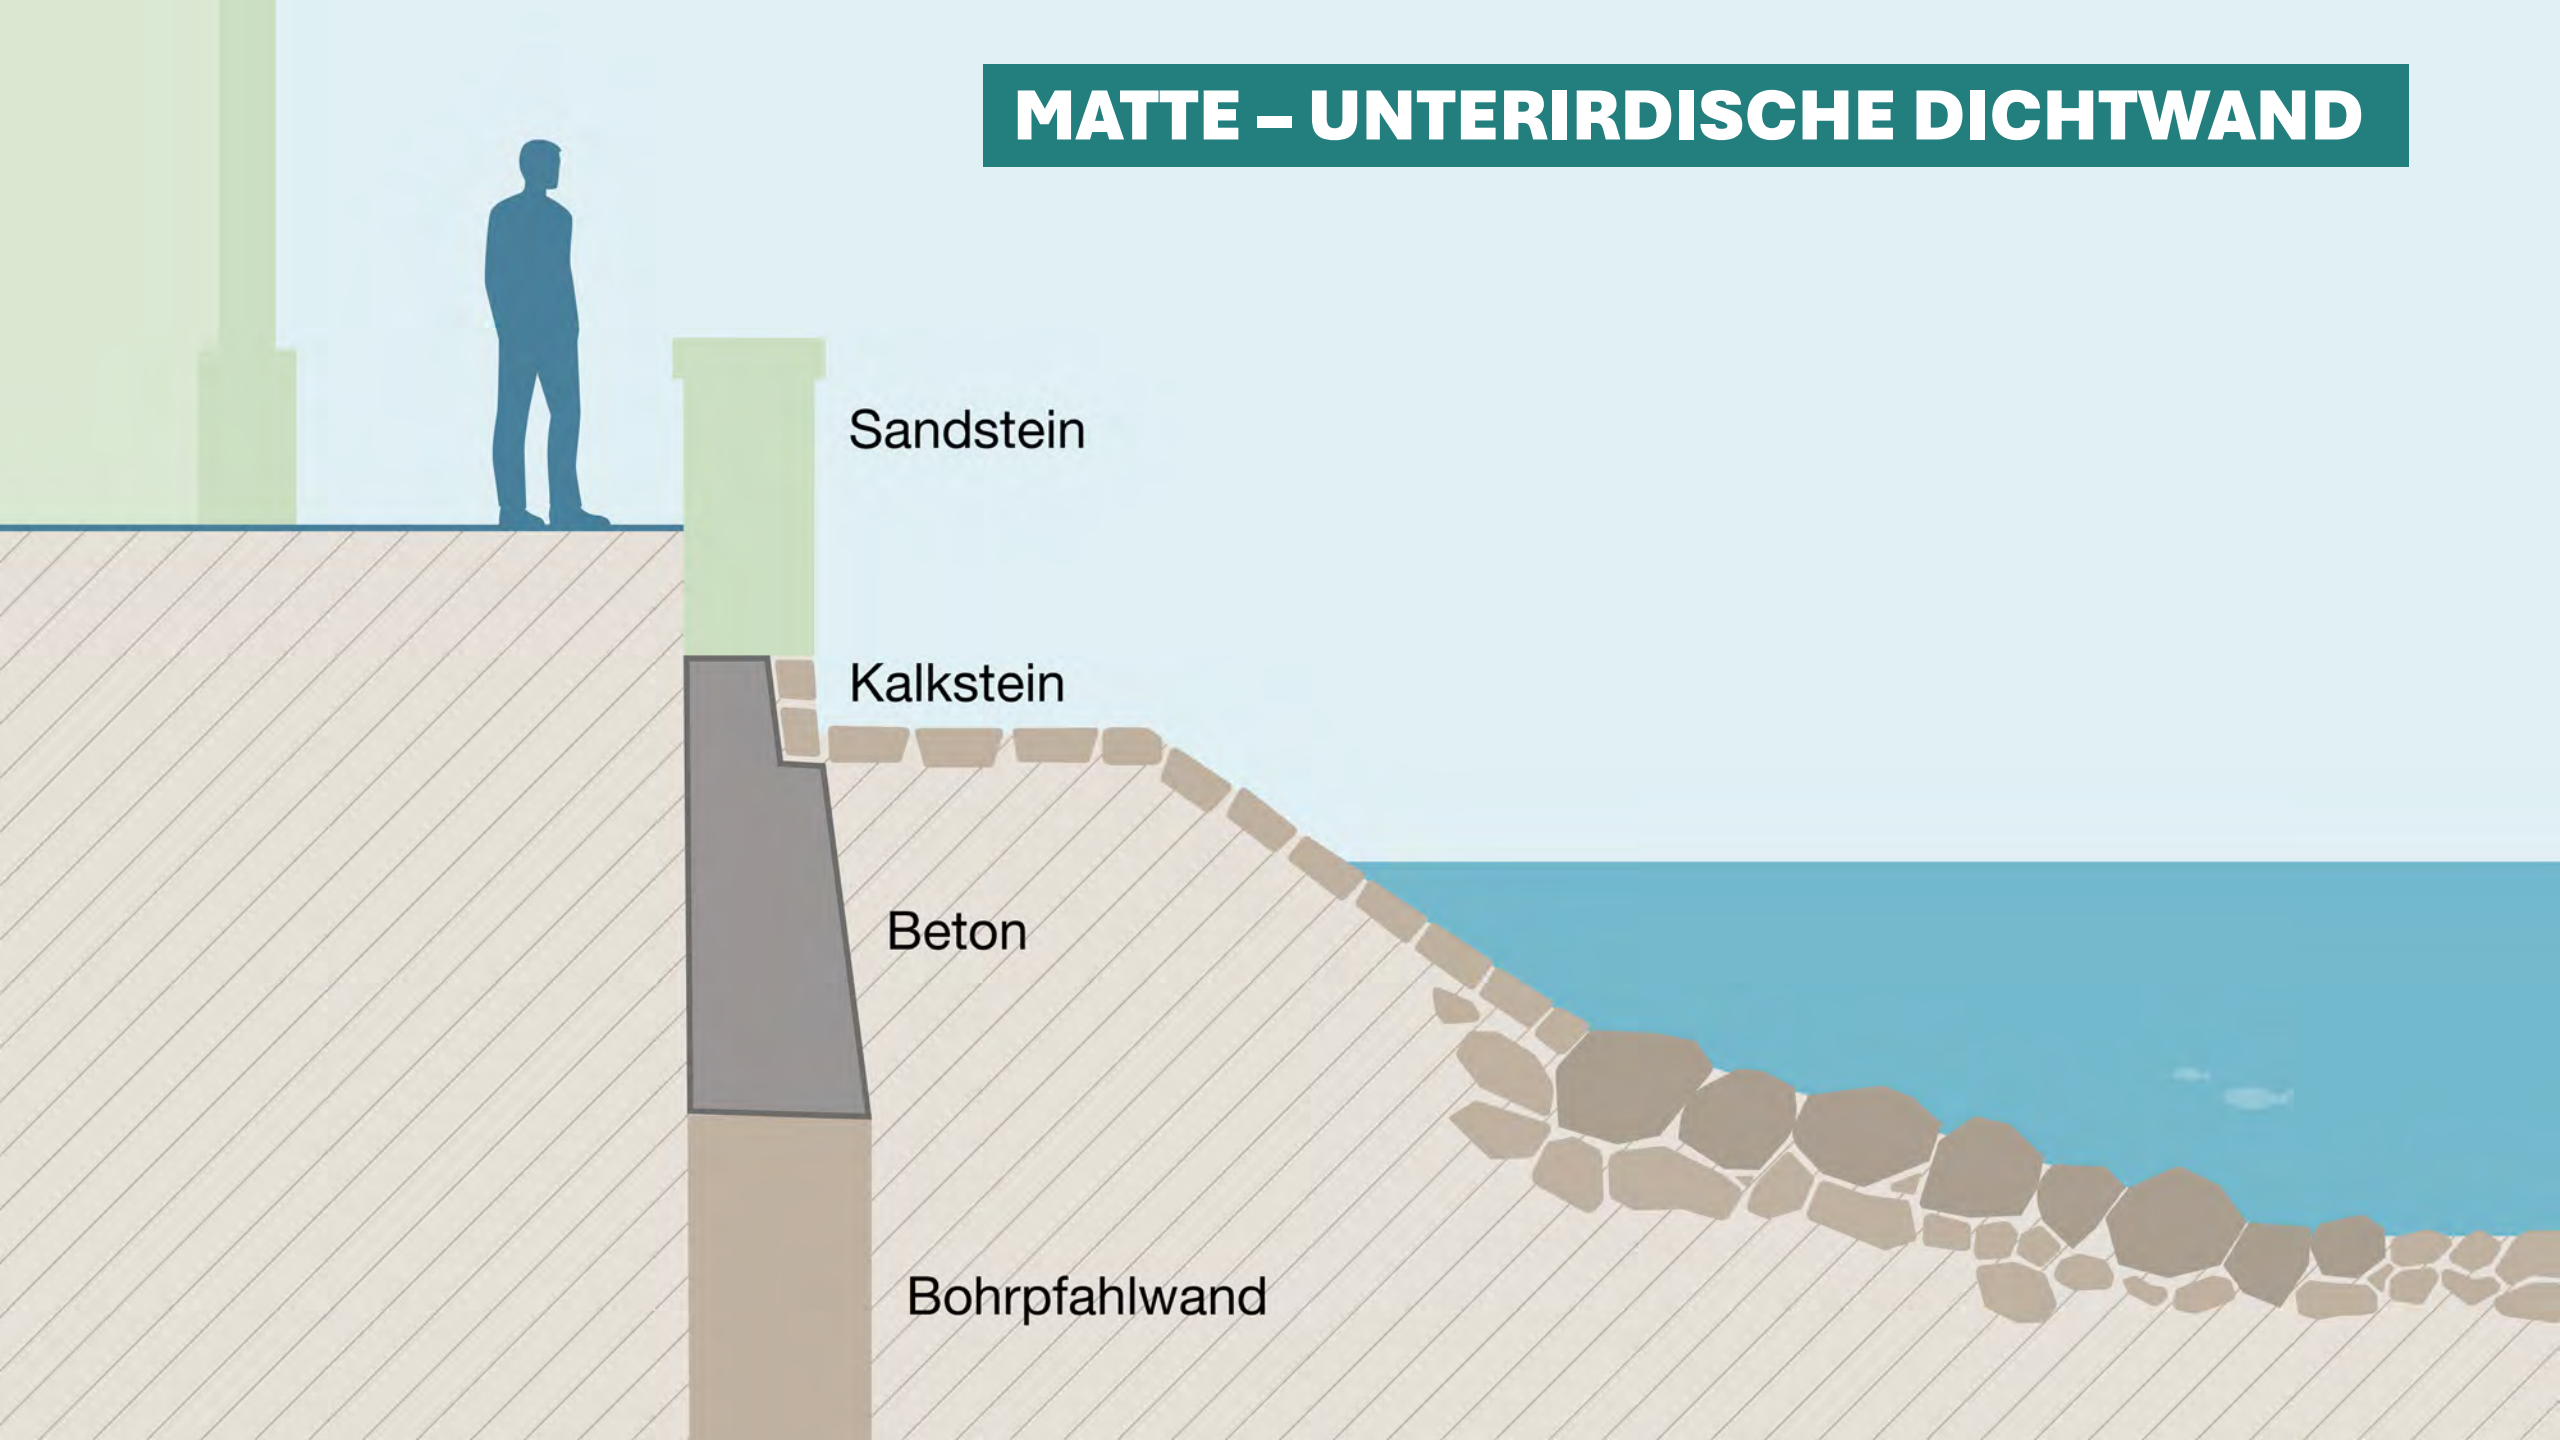 MATTE – UNTERIRDISCHE DICHTWAND
Sandstein
Kalkstein
Beton
Bohrpfahlwand